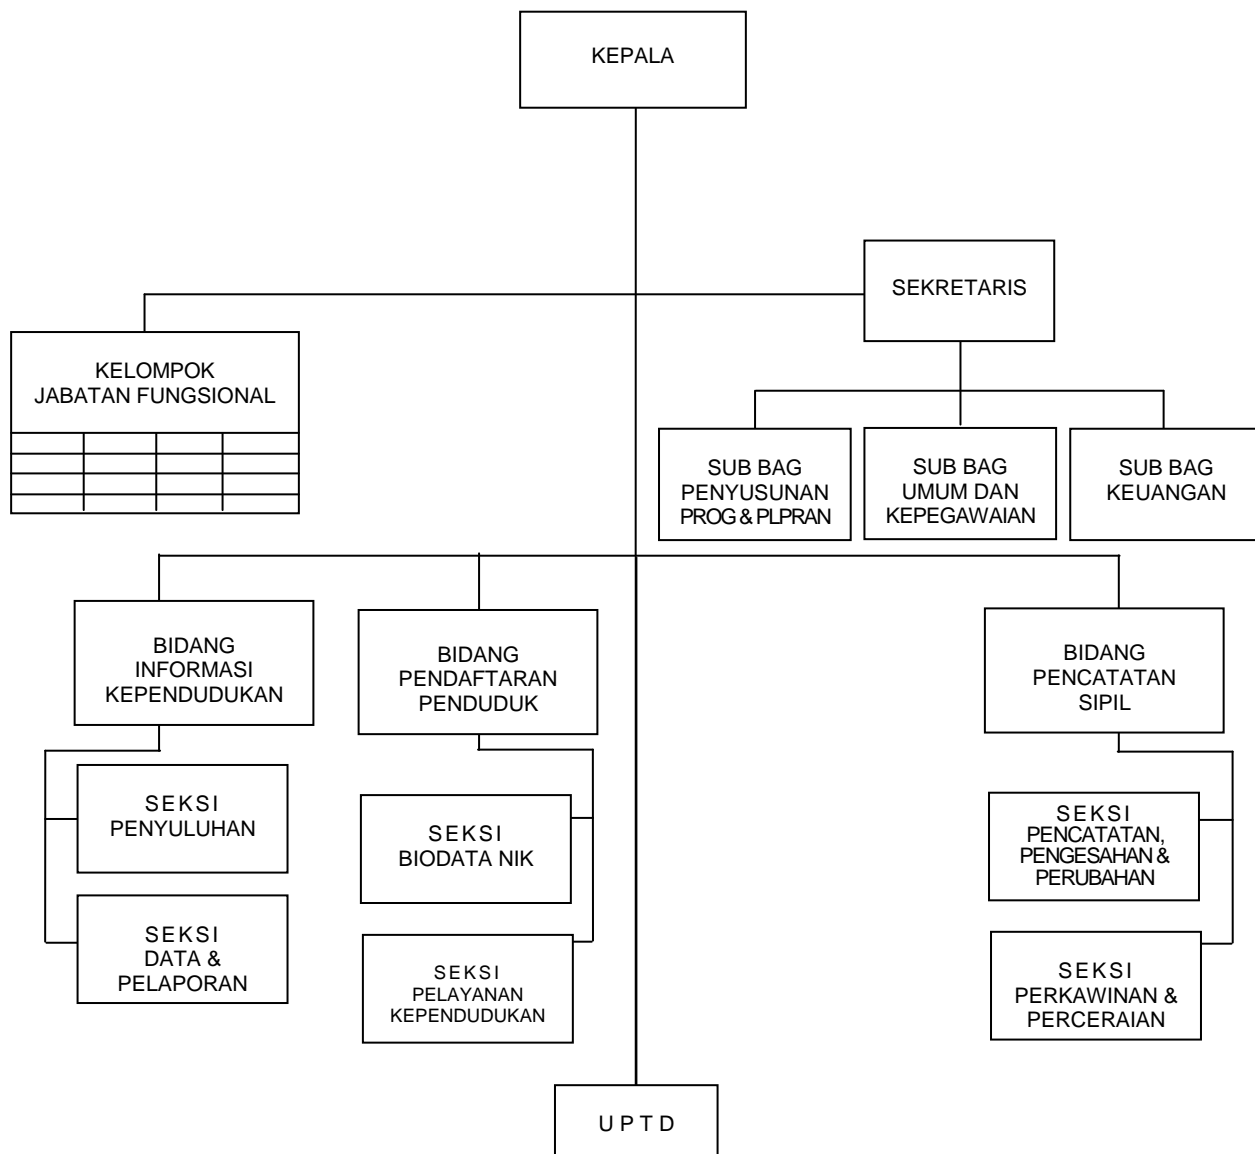 KEPALA
SEKRETARIS
KELOMPOK
JABATAN FUNGSIONAL
SUB BAG
PENYUSUNAN
PROG & PLPRAN
SUB BAG
UMUM DAN
KEPEGAWAIAN
SUB BAG
KEUANGAN
BIDANG
INFORMASI
KEPENDUDUKAN
BIDANG
PENDAFTARAN
PENDUDUK
BIDANG
PENCATATAN
SIPIL
SEKSI
PENYULUHAN
SEKSI
BIODATA NIK
SEKSI
PENCATATAN,
PENGESAHAN &
PERUBAHAN
SEKSI
DATA &
PELAPORAN
SEKSI
PELAYANAN
KEPENDUDUKAN
SEKSI
PERKAWINAN &
PERCERAIAN
UPTD